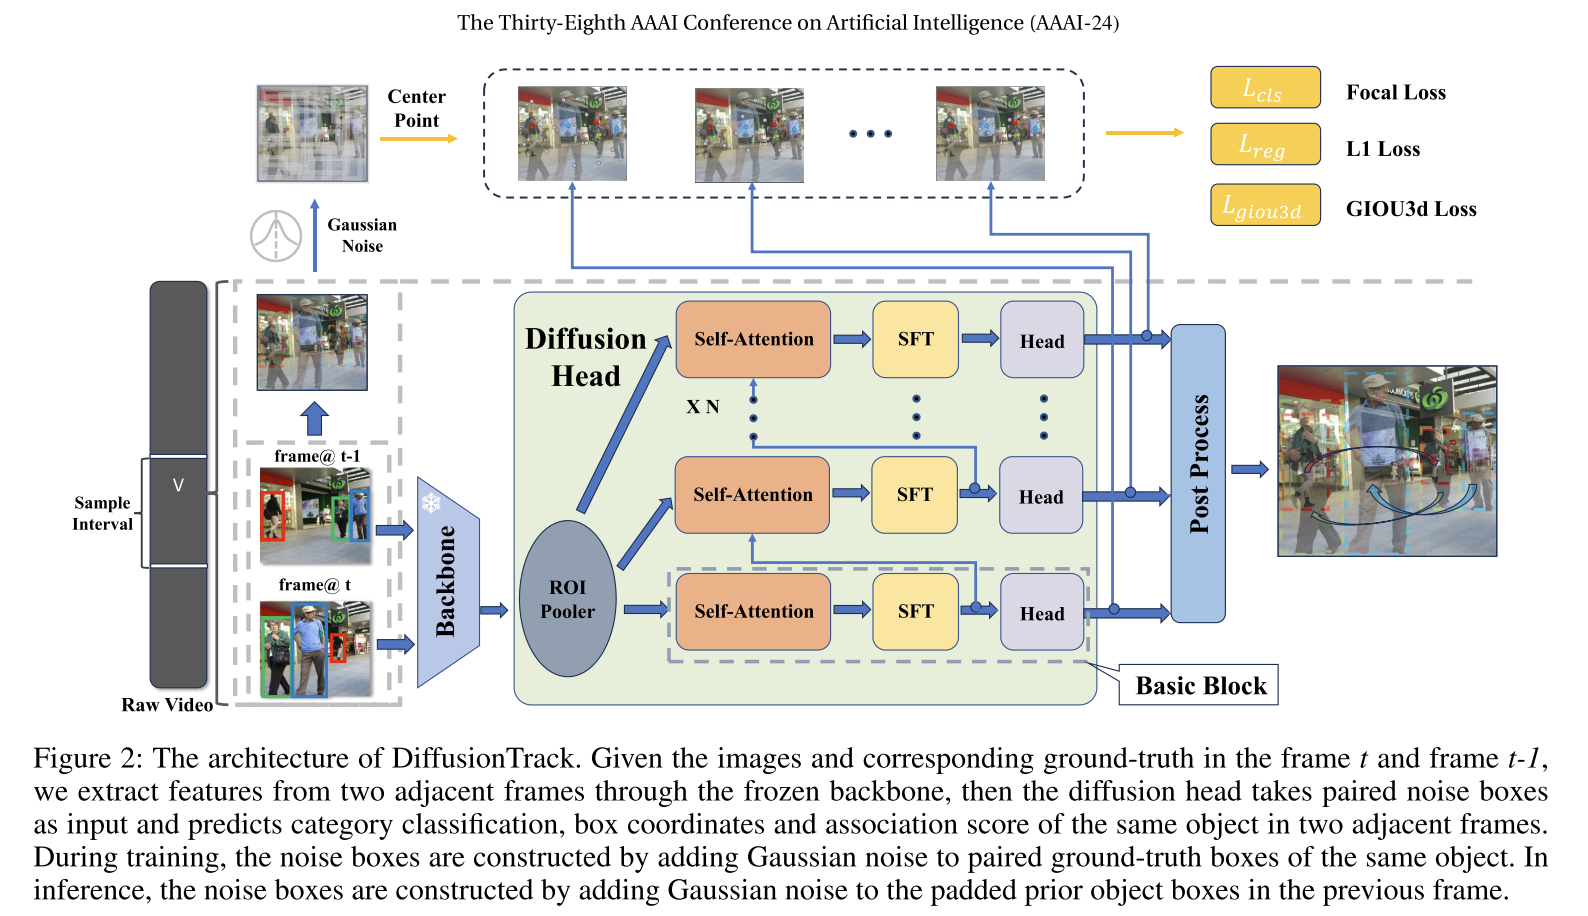 The Thirty-Eighth AAAI Conference on Artificial Intelligence (AAAI-24)
Center
Point
L_cls
Focal Loss
L_reg
L1 Loss
L_giou3d
GIOU3d Loss
Gaussian
Noise
Diffusion
Head
Self-Attention
SFT
Head
X N
frame@ t-1
Sample
Interval
V
Self-Attention
SFT
Head
Post Process
Backbone
frame@ t
ROI
Pooler
Self-Attention
SFT
Head
Basic Block
Raw Video
Figure 2: The architecture of DiffusionTrack. Given the images and corresponding ground-truth in the frame t and frame t-1,
we extract features from two adjacent frames through the frozen backbone, then the diffusion head takes paired noise boxes
as input and predicts category classification, box coordinates and association score of the same object in two adjacent frames.
During training, the noise boxes are constructed by adding Gaussian noise to paired ground-truth boxes of the same object. In
inference, the noise boxes are constructed by adding Gaussian noise to the padded prior object boxes in the previous frame.